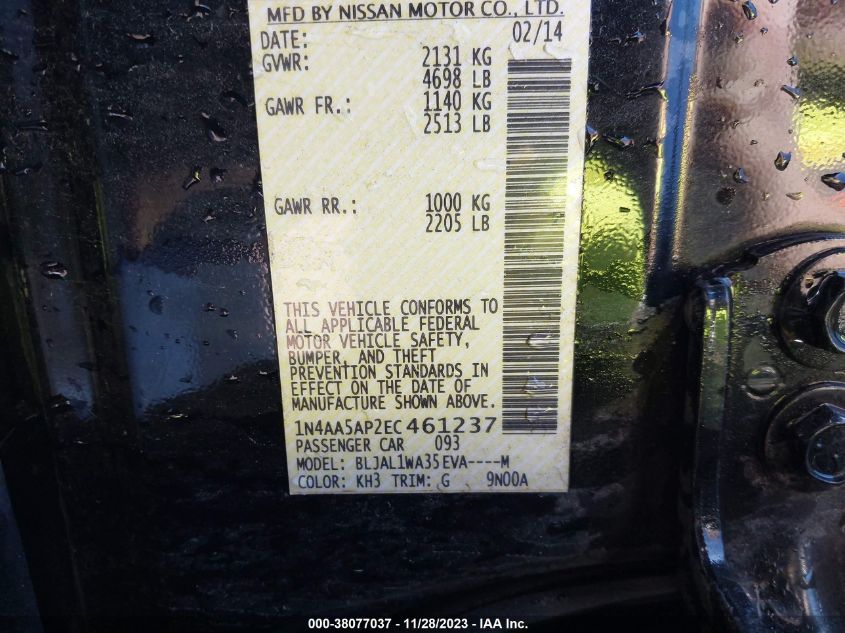 MFD BY NISSAN MOTOR CO., LTD.
DATE: 02/14
GVWR: 2131 KG
4698 LB
GAWR FR.: 1140 KG
2513 LB
GAWR RR.: 1000 KG
2205 LB
THIS VEHICLE CONFORMS TO
ALL APPLICABLE FEDERAL
MOTOR VEHICLE SAFETY,
BUMPER, AND THEFT
PREVENTION STANDARDS IN
EFFECT ON THE DATE OF
MANUFACTURE SHOWN ABOVE.
1N4AA5AP2EC461237
PASSENGER CAR 093
MODEL: BLJAL1WA35EVA----M
COLOR: KH3 TRIM: G 9N00A
000-38077037 - 11/28/2023 - IAA Inc.